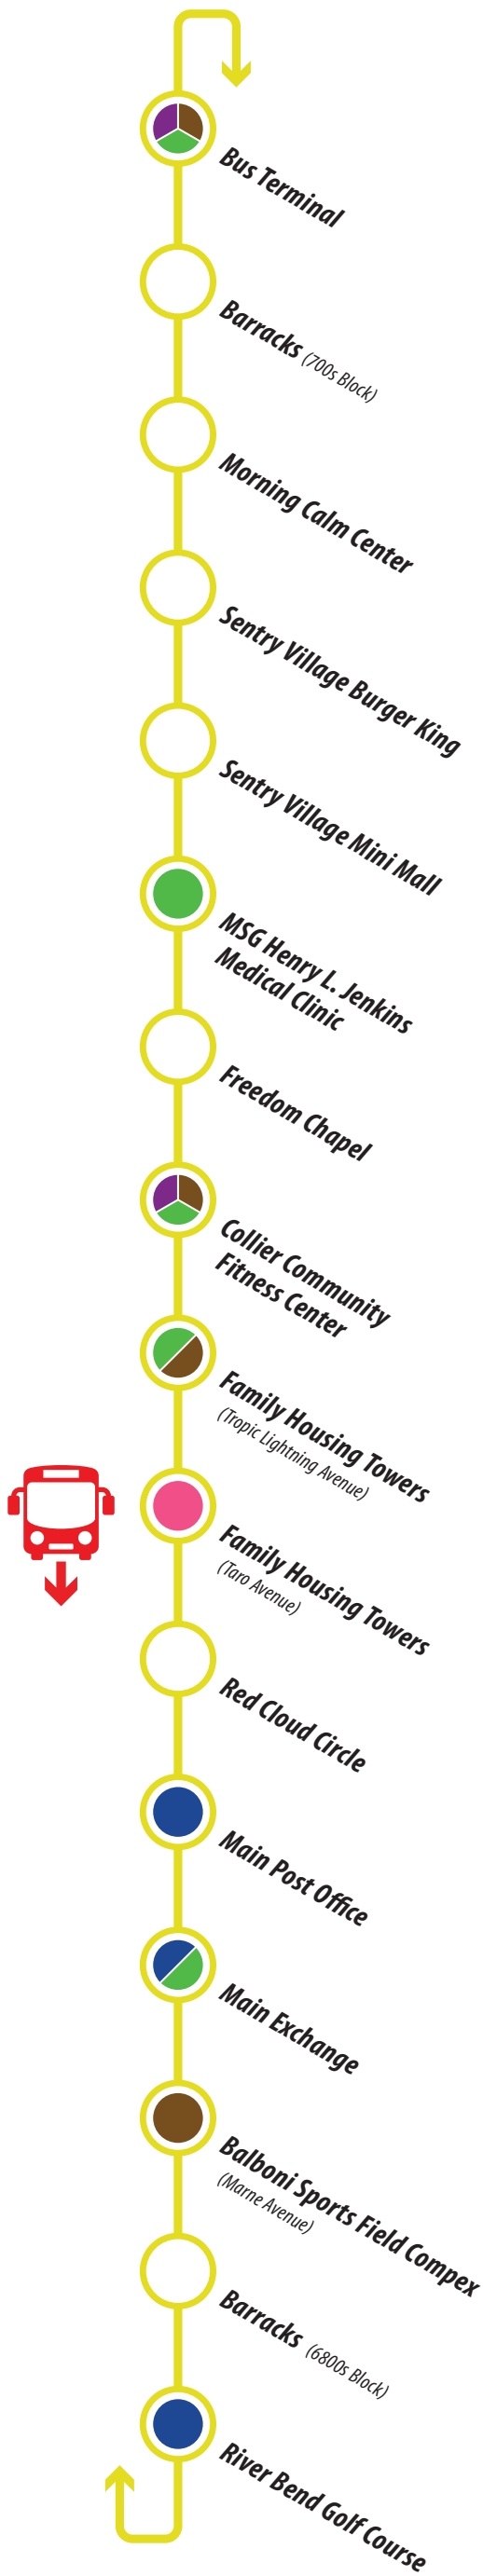 Bus Terminal
Barracks (700s Block)
Morning Calm Center
Sentry Village Burger King
Sentry Village Mini Mall
MSG Henry L. Jenkins
Medical Clinic
Freedom Chapel
Collier Community
Fitness Center
Family Housing Towers
(Tropic Lightning Avenue)
Family Housing Towers
(Taro Avenue)
Red Cloud Circle
Main Post Office
Main Exchange
Balboni Sports Field Compex
(Marne Avenue)
Barracks (6800s Block)
River Bend Golf Course